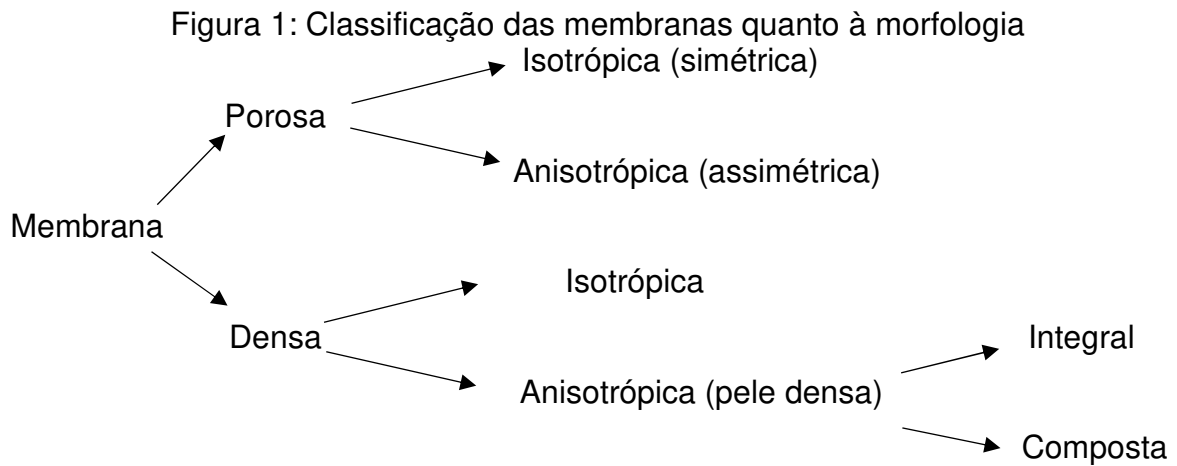 Figura 1: Classificação das membranas quanto à morfologia
Isotrópica (simétrica)
Porosa
Anisotrópica (assimétrica)
Membrana
Isotrópica
Densa
Integral
Anisotrópica (pele densa)
Composta